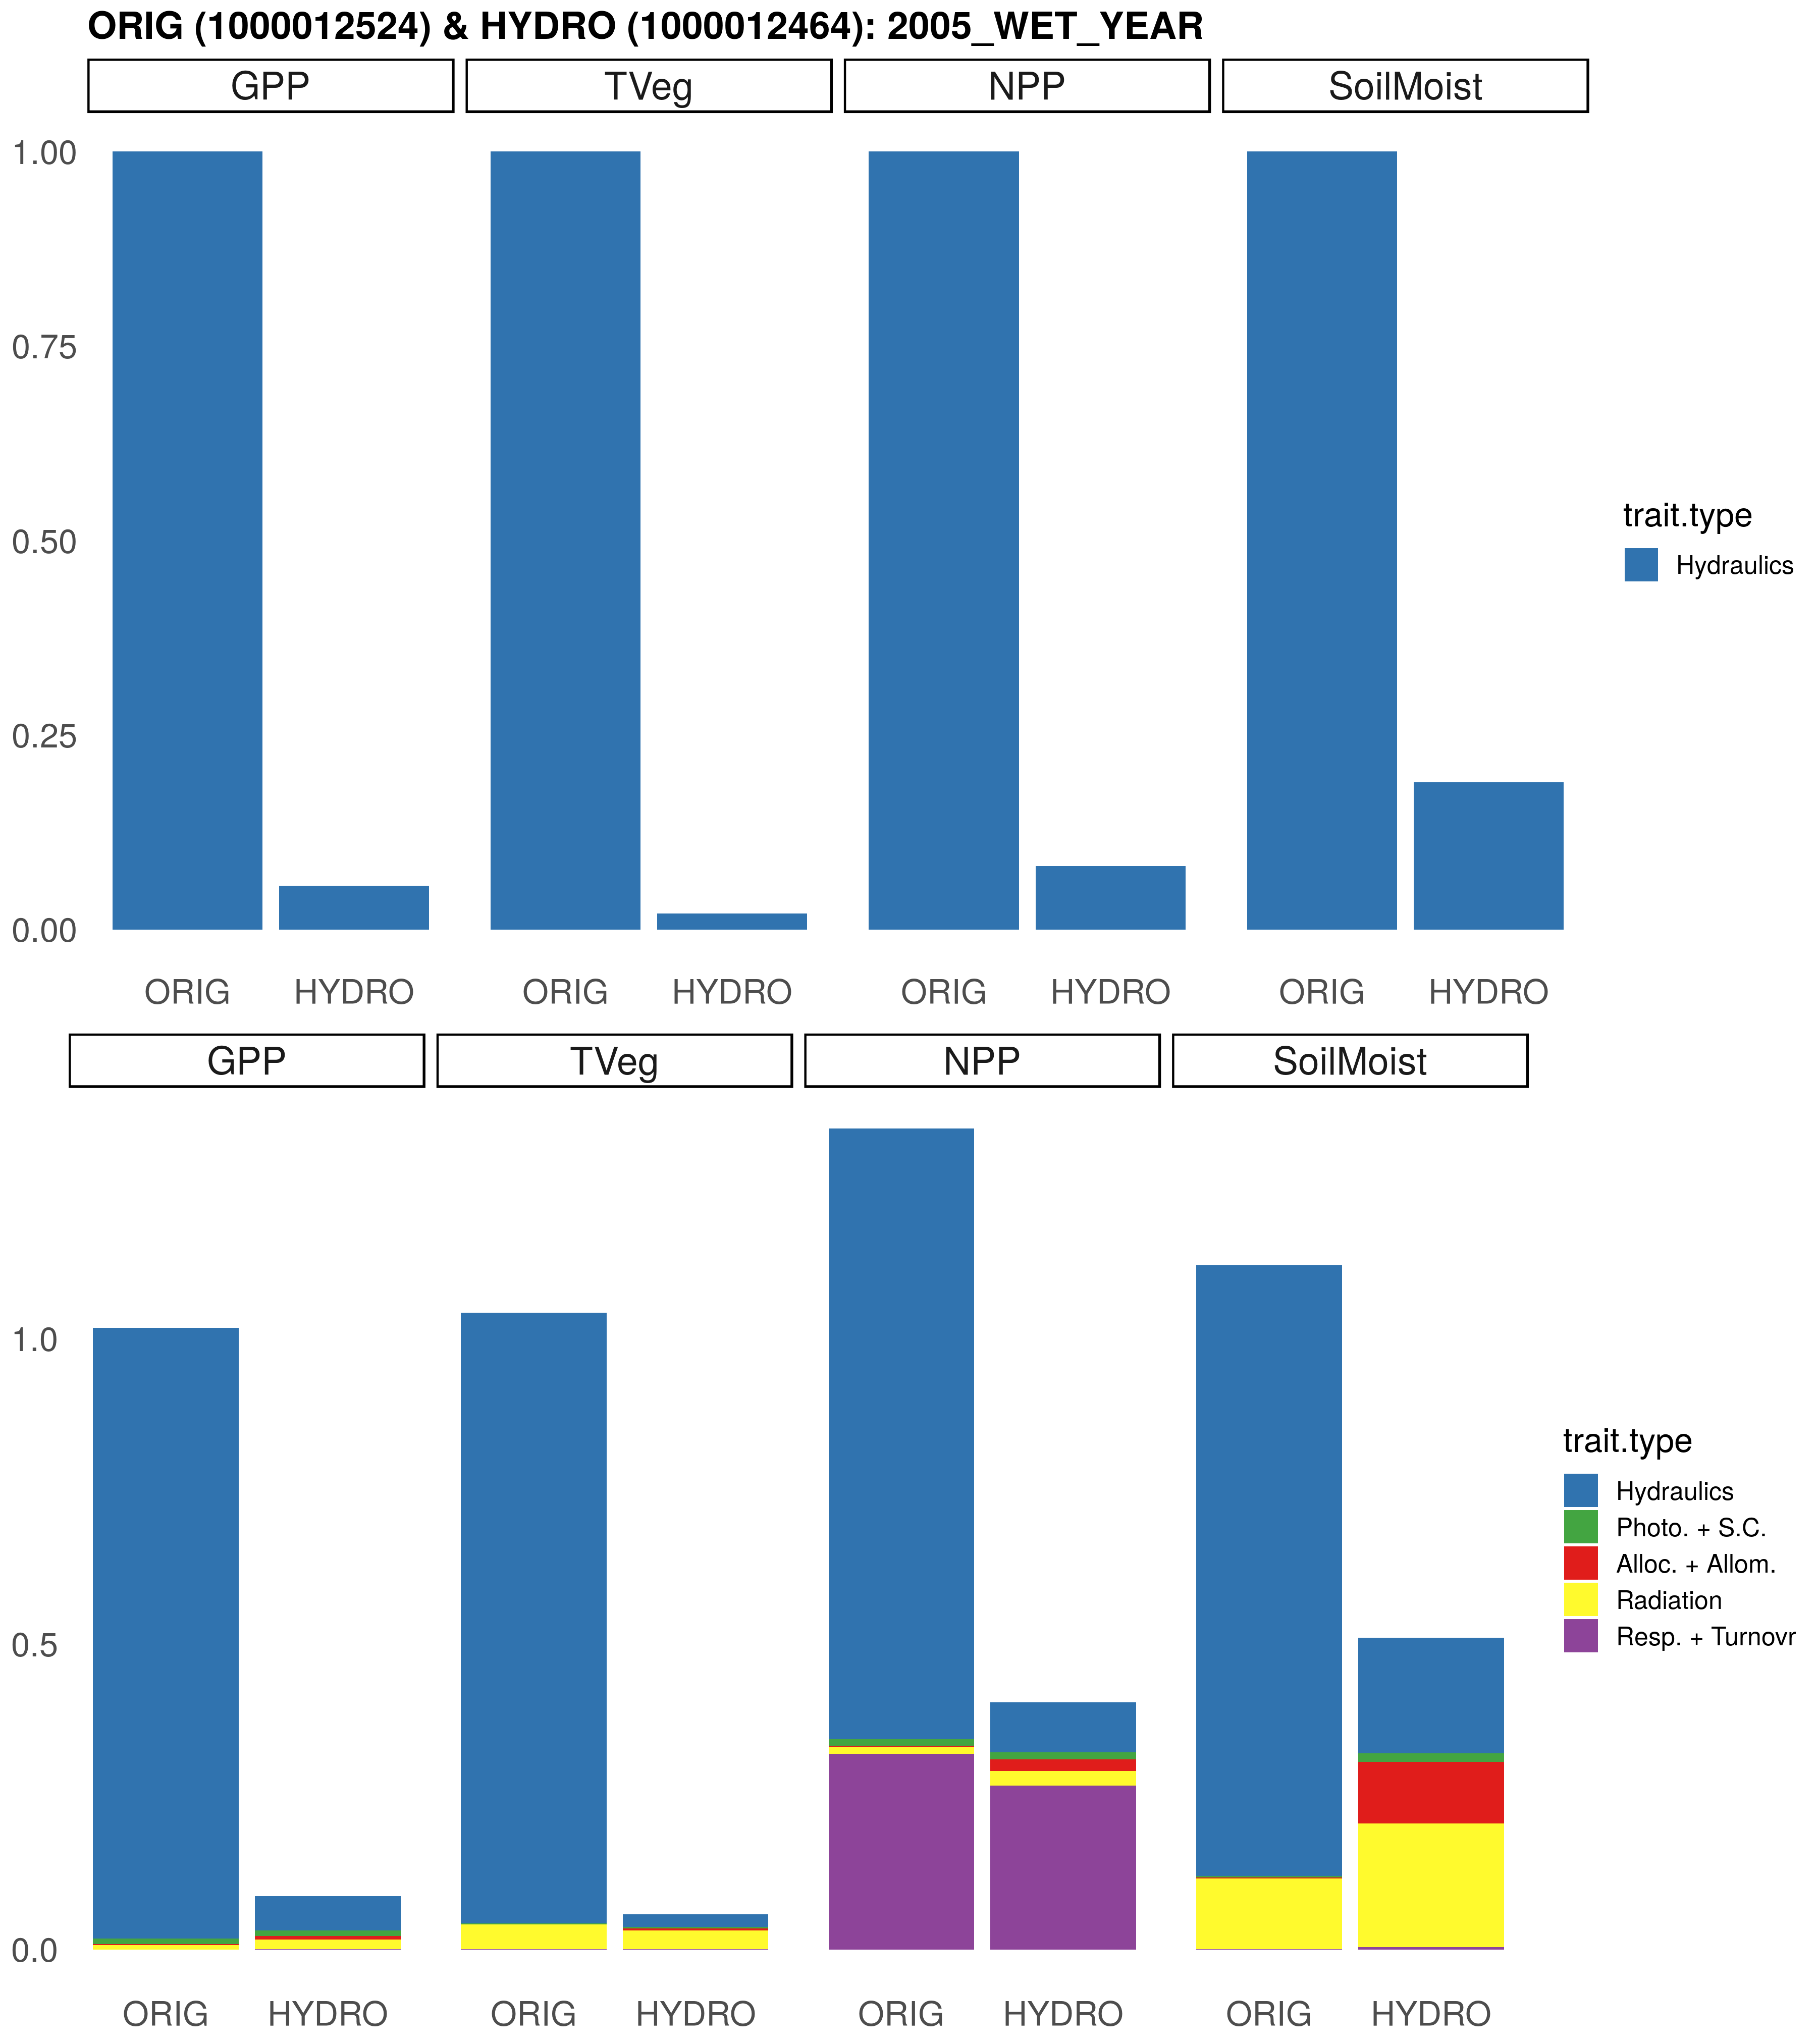 ORIG (1000012524) & HYDRO (1000012464): 2005_WET_YEAR
GPP TVeg NPP SoilMoist
1.00
0.75
0.50
0.25
0.00
trait.type
Hydraulics
ORIG HYDRO ORIG HYDRO ORIG HYDRO ORIG HYDRO
GPP TVeg NPP SoilMoist
1.0
0.5
0.0
trait.type
Hydraulics
Photo. + S.C.
Alloc. + Allom.
Radiation
Resp. + Turnovr
ORIG HYDRO ORIG HYDRO ORIG HYDRO ORIG HYDRO